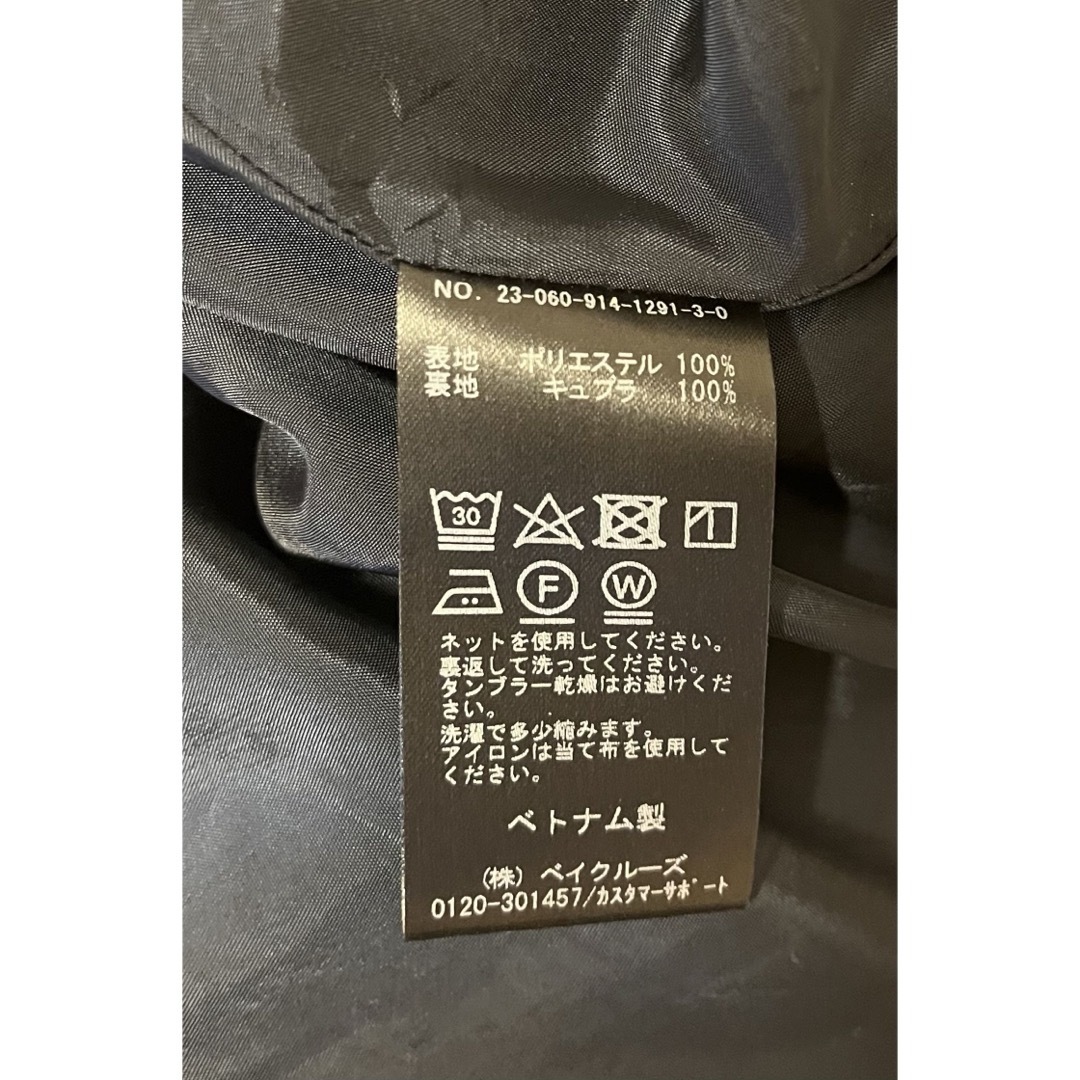 NO. 23-060-914-1291-3-0
表地 ポリエステル 100%
裏地 キュプラ 100%
30
F W
ネットを使用してください。
裏返して洗ってください。
タンブラー乾燥はお避けくだ
さい。
洗濯で多少縮みます。
アイロンは当て布を使用して
ください。
ベトナム製
(株) ベイクルーズ
0120-301457/カスタマーサポート